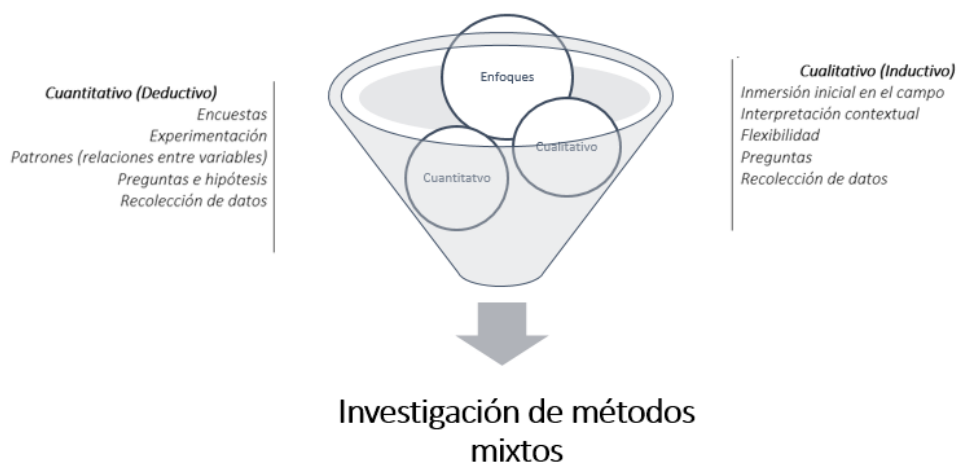 Cuantitativo (Deductivo)
Encuestas
Experimentación
Patrones (relaciones entre variables)
Preguntas e hipótesis
Recolección de datos
Enfoques
Cualitativo
Cuantitatvo
Cualitativo (Inductivo)
Inmersión inicial en el campo
Interpretación contextual
Flexibilidad
Preguntas
Recolección de datos
Investigación de métodos
mixtos